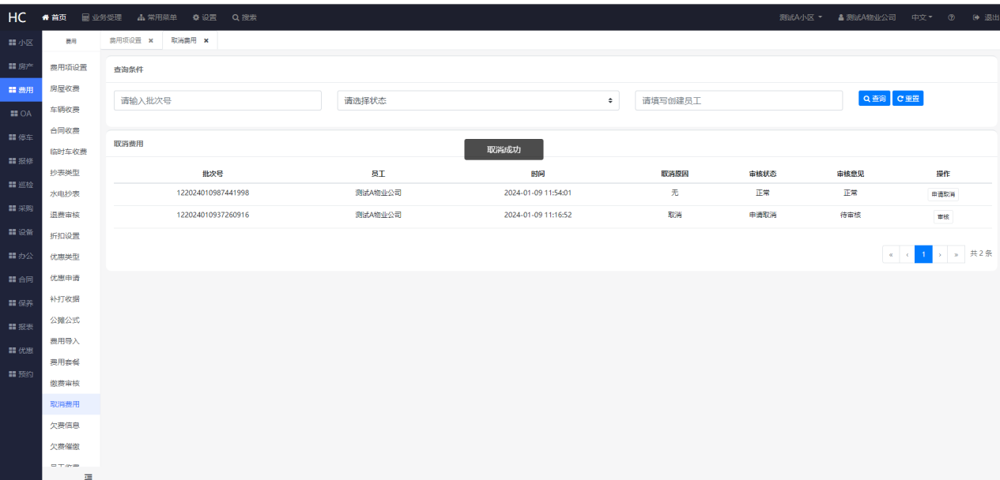 HC 首页 业务受理 常用菜单 设置 搜索 测试A小区 测试A物业公司 中文 退出
小区
房产
费用
OA
停车
报修
巡检
采购
设备
办公
合同
保养
报表
优惠
预约
费用
费用项设置
房屋收费
车辆收费
合同收费
临时车收费
抄表类型
水电抄表
退费审核
折扣设置
优惠类型
优惠申请
补打收据
公摊公式
费用导入
费用套餐
缴费审核
取消费用
欠费信息
欠费催缴
员工收费
费用项设置 × 取消费用 ×
查询条件
请输入批次号 请选择状态 请填写创建员工 查询 重置
取消费用
取消成功
批次号 员工 时间 取消原因 审核状态 审核意见 操作
122024010987441998 测试A物业公司 2024-01-09 11:54:01 无 正常 正常 申请取消
122024010937260916 测试A物业公司 2024-01-09 11:16:52 取消 申请取消 待审核 审核
« ‹ 1 › » 共 2 条